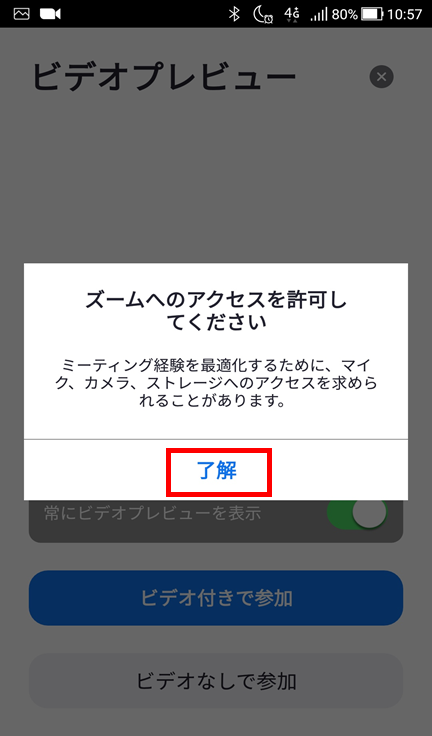 4G 80% 10:57
ビデオプレビュー
ズームへのアクセスを許可し
てください
ミーティング経験を最適化するために、マイ
ク、カメラ、ストレージへのアクセスを求めら
れることがあります。
了解
常にビデオプレビューを表示
ビデオ付きで参加
ビデオなしで参加